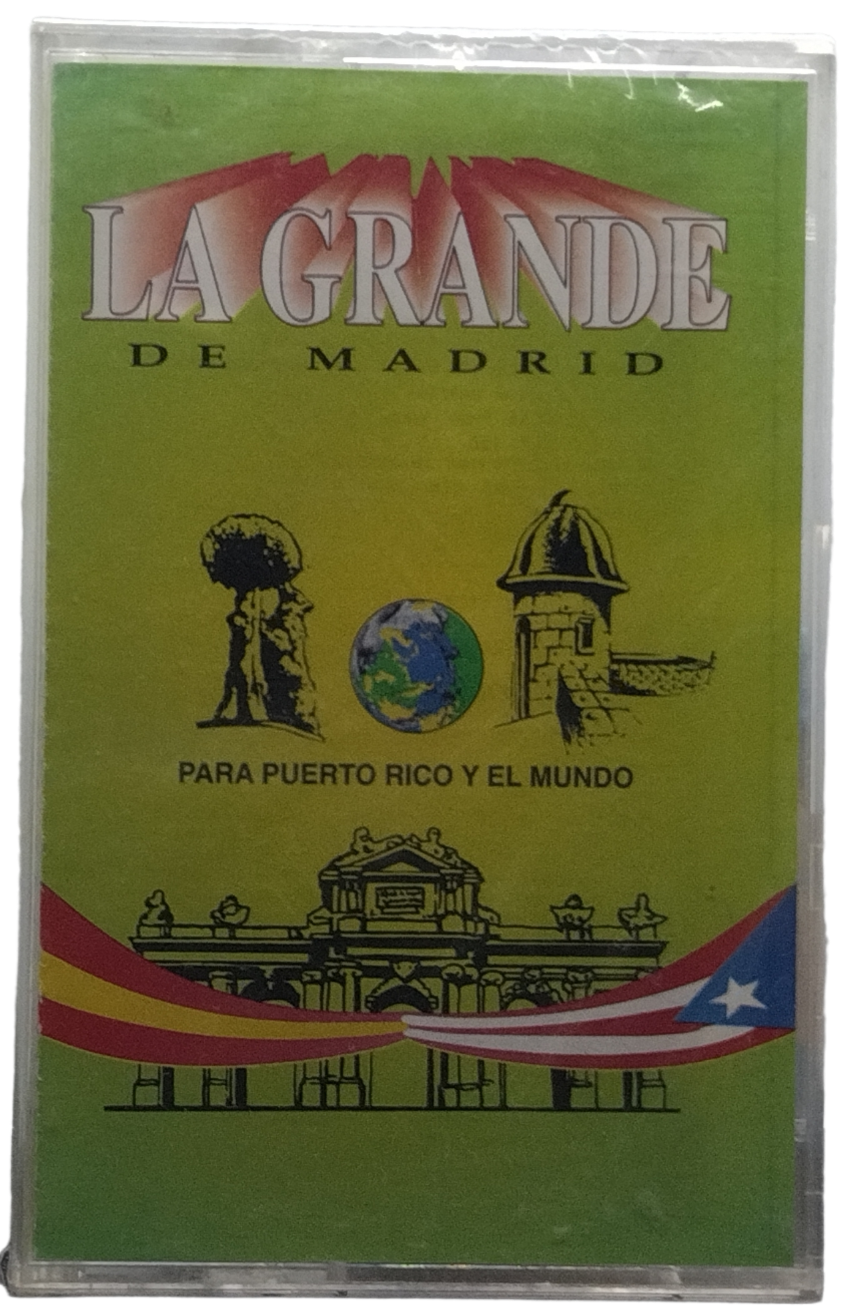 LA GRANDE
DE MADRID
PARA PUERTO RICO Y EL MUNDO